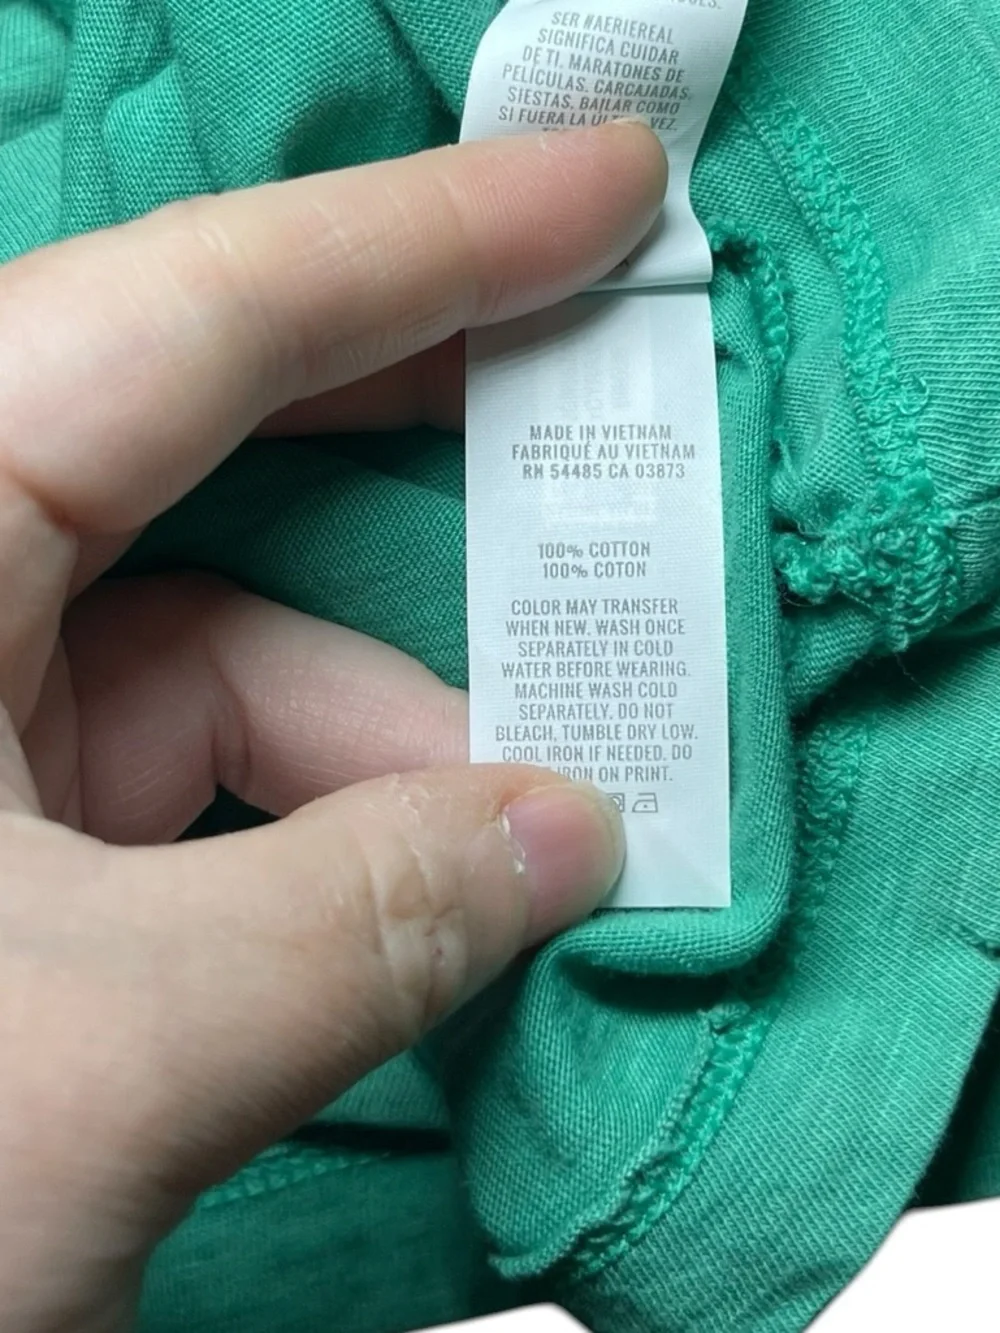 SER #AERIEREAL
SIGNIFICA CUIDAR
DE TI. MARATONES DE
PELÍCULAS. CARCAJADAS.
SIESTAS. BAILAR COMO
SI FUERA LA VEZ.
MADE IN VIETNAM
FABRIQUÉ AU VIETNAM
RN 54485 CA 03873
100% COTTON
100% COTON
COLOR MAY TRANSFER
WHEN NEW. WASH ONCE
SEPARATELY IN COLD
WATER BEFORE WEARING.
MACHINE WASH COLD
SEPARATELY. DO NOT
BLEACH, TUMBLE DRY LOW.
COOL IRON IF NEEDED. DO
IRON ON PRINT.